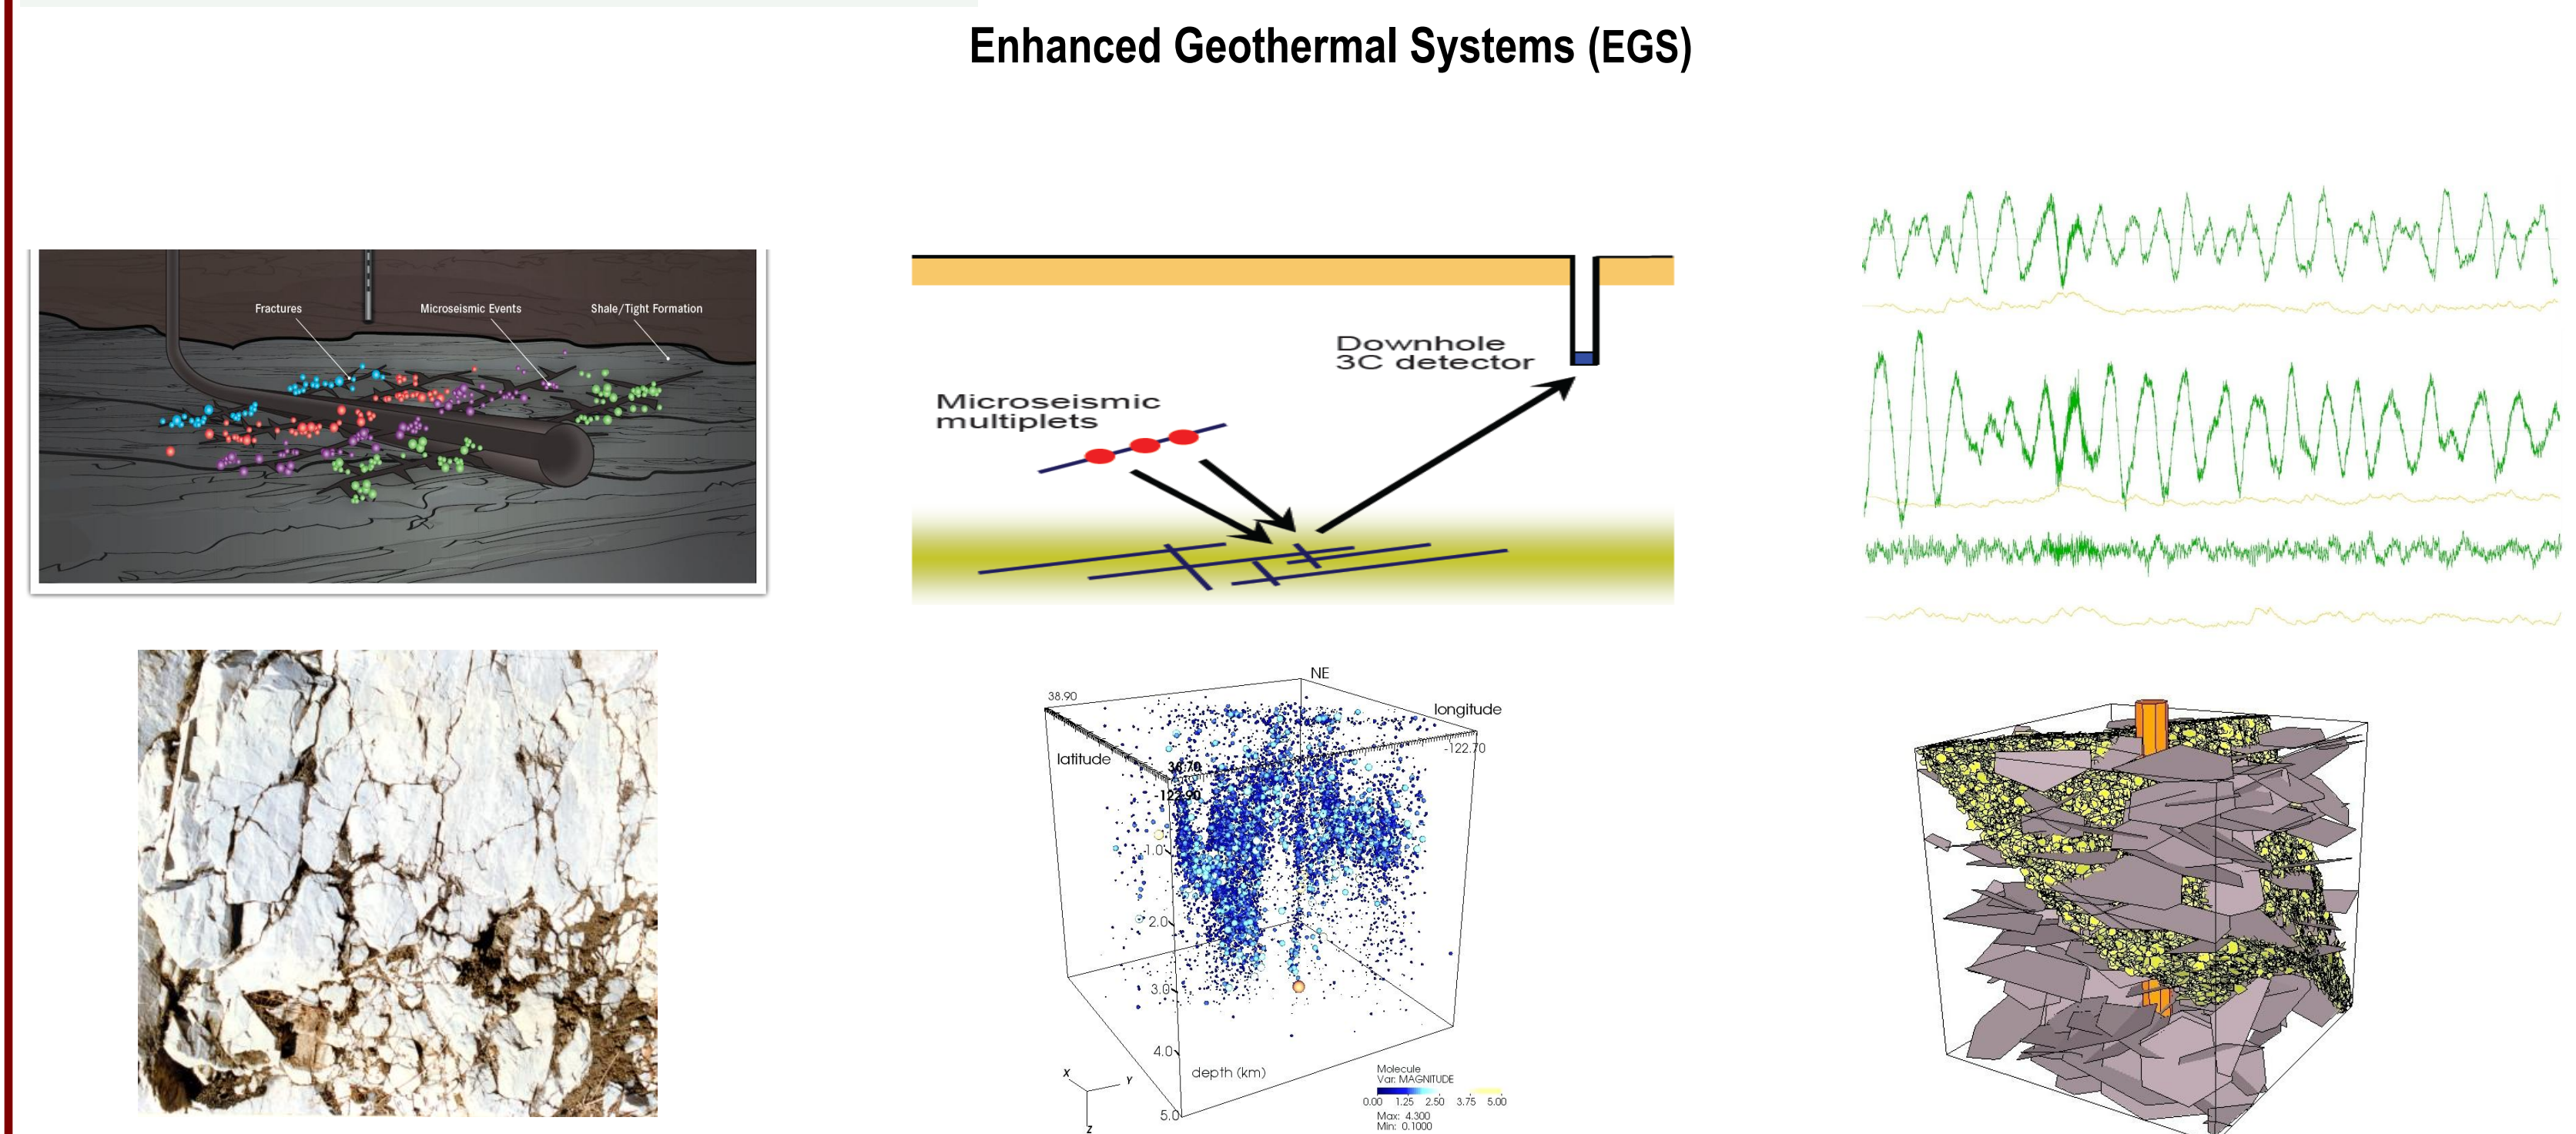 Enhanced Geothermal Systems (EGS)
Fractures
Microseismic Events
Shale/Tight Formation
Microseismic
multiplets
Downhole
3C detector
NE
38.90
longitude
-122.70
latitude
38.70
1.0
2.0
3.0
4.0
5.0
depth (km)
X
Y
Z
Molecule
Var: MAGNITUDE
0.00 1.25 2.50 3.75 5.00
Max: 4.300
Min: 0.1000